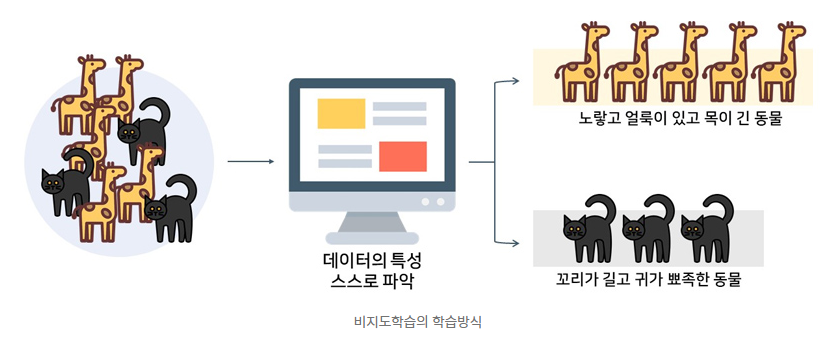 노랗고 얼룩이 있고 목이 긴 동물
데이터의 특성
스스로 파악
꼬리가 길고 귀가 뾰족한 동물
비지도학습의 학습방식